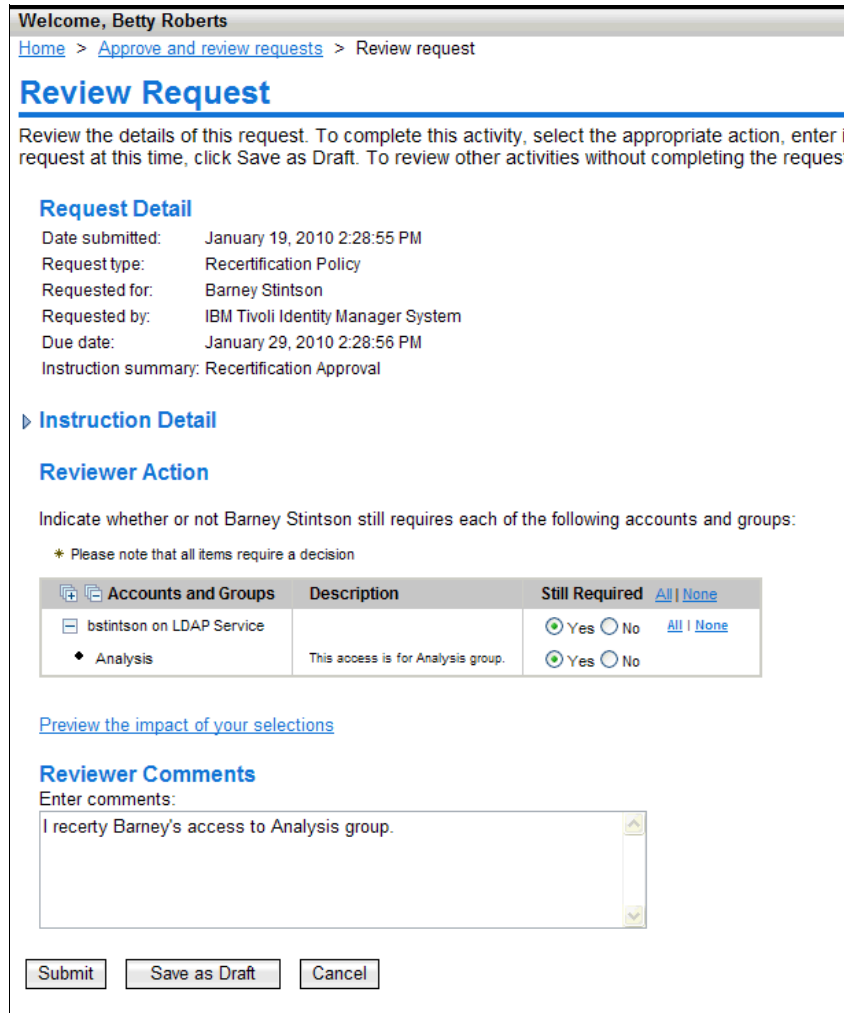 Welcome, Betty Roberts
Home > Approve and review requests > Review request
Review Request
Review the details of this request. To complete this activity, select the appropriate action, enter i
request at this time, click Save as Draft. To review other activities without completing the reques
Request Detail
Date submitted: January 19, 2010 2:28:55 PM
Request type: Recertification Policy
Requested for: Barney Stintson
Requested by: IBM Tivoli Identity Manager System
Due date: January 29, 2010 2:28:56 PM
Instruction summary: Recertification Approval
Instruction Detail
Reviewer Action
Indicate whether or not Barney Stintson still requires each of the following accounts and groups:
* Please note that all items require a decision
Accounts and Groups Description Still Required All | None
bstintson on LDAP Service Yes No All | None
Analysis This access is for Analysis group. Yes No
Preview the impact of your selections
Reviewer Comments
Enter comments:
I recerty Barney's access to Analysis group.
Submit Save as Draft Cancel